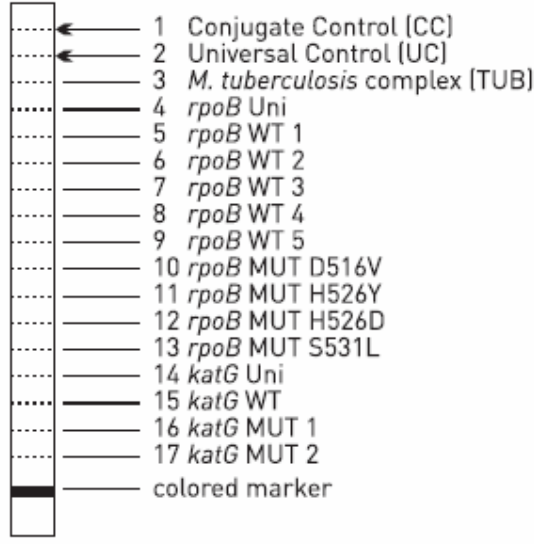 1 Conjugate Control (CC)
2 Universal Control (UC)
3 M. tuberculosis complex (TUB)
4 rpoB Uni
5 rpoB WT 1
6 rpoB WT 2
7 rpoB WT 3
8 rpoB WT 4
9 rpoB WT 5
10 rpoB MUT D516V
11 rpoB MUT H526Y
12 rpoB MUT H526D
13 rpoB MUT S531L
14 katG Uni
15 katG WT
16 katG MUT 1
17 katG MUT 2
colored marker